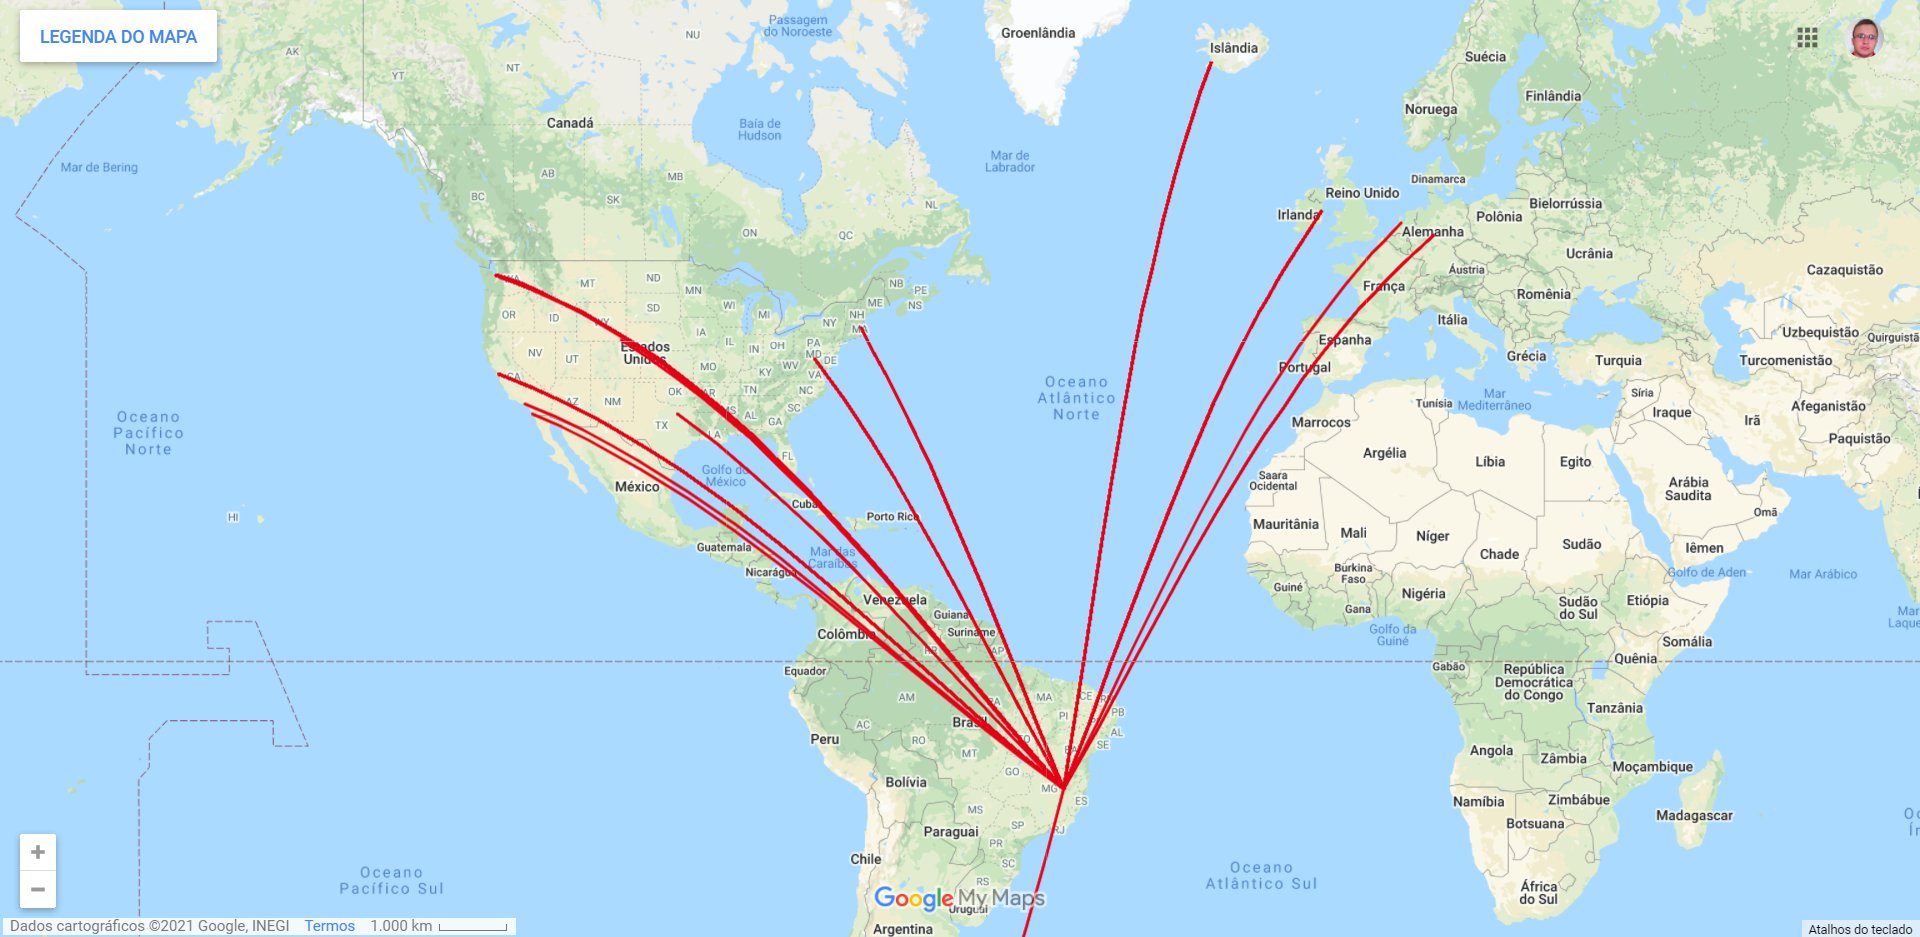 LEGENDA DO MAPA
Passagem
do Noroeste
NU
Groenlândia
Islândia
Suécia
AK
YT
NT
Finlândia
Noruega
Canadá
Baía de
Hudson
Mar de Bering
Mar de
Labrador
AB
MB
BC
SK
NL
Dinamarca
Reino Unido
Irlanda
Bielorrússia
Polônia
ON
QC
Alemanha
Ucrânia
Áustria
Cazaquistão
WA
MT
ND
NB
PE
França
Romênia
MN
ME
NS
SD
WI
OR
ID
WY
MI
NY
NH
MA
Itália
IA
Espanha
Uzbequistão
Quirguistã
Estados
Unidos
NV
UT
IL
IN
OH
PA
MD
DE
Grécia
Turquia
Turcomenistão
Portugal
MO
KY
WV
VA
CA
OK
AR
TN
NC
AZ
NM
MS
AL
SC
GA
Tunísia
Mar
Mediterrâneo
Síria
Iraque
Irã
Afeganistão
Oceano
Atlântico
Norte
Marrocos
Paquistão
TX
LA
Oceano
Pacífico
Norte
FL
Argélia
Líbia
Egito
Golfo do
México
México
Saara
Ocidental
Arábia
Saudita
Cuba
Porto Rico
Omã
HI
Mauritânia
Mali
Níger
Chade
Sudão
Iêmen
Guatemala
Mar das
Caraíbas
Nicarágua
Burkina
Faso
Golfo de Aden
Mar Arábico
Guiné
Nigéria
Venezuela
Gana
Sudão
do Sul
Etiópia
Guiana
Suriname
Colômbia
Golfo da
Guiné
Mar
Laque
RR
AP
Somália
Equador
Gabão
Quênia
República
Democrática
do Congo
AM
PA
MA
CE
RN
PB
PI
PE
AL
SE
AC
Brasil
TO
BA
Tanzânia
Peru
RO
MT
Angola
Zâmbia
Moçambique
Bolívia
GO
MG
ES
Namíbia
Zimbábue
Botsuana
Madagascar
MS
SP
RJ
Paraguai
PR
SC
Chile
RS
Oceano
Pacífico Sul
Oceano
Atlântico Sul
África
do Sul
Google My Maps
Uruguai
Argentina
+
−
Dados cartográficos ©2021 Google, INEGI
Termos
1.000 km
Atalhos do teclado